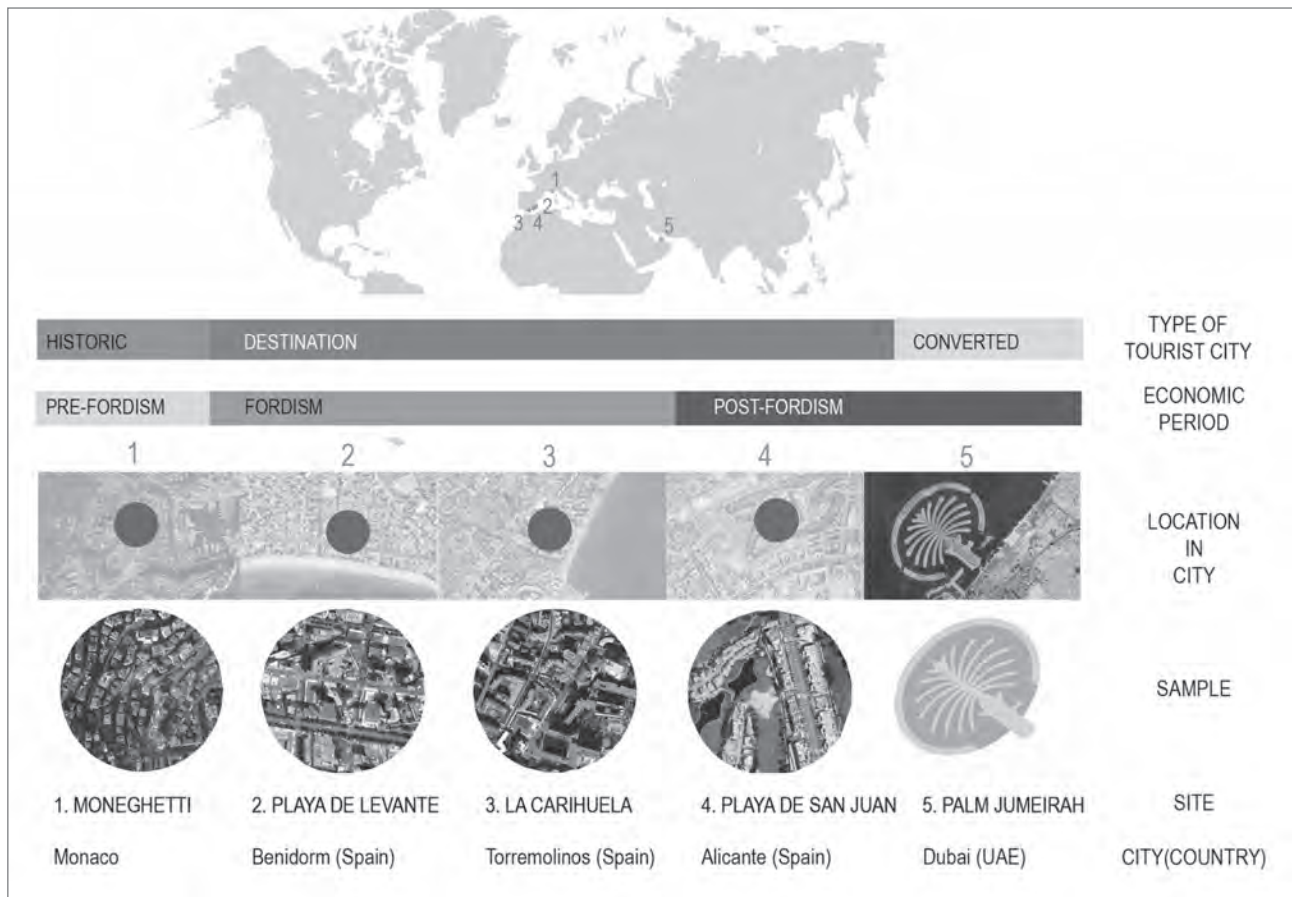 1
2
3 4
5
HISTORIC DESTINATION CONVERTED TYPE OF
TOURIST CITY
PRE-FORDISM FORDISM POST-FORDISM ECONOMIC
PERIOD
1 2 3 4 5
LOCATION
IN
CITY
SAMPLE
1. MONEGHETTI 2. PLAYA DE LEVANTE 3. LA CARIHUELA 4. PLAYA DE SAN JUAN 5. PALM JUMEIRAH SITE
Monaco Benidorm (Spain) Torremolinos (Spain) Alicante (Spain) Dubai (UAE) CITY(COUNTRY)